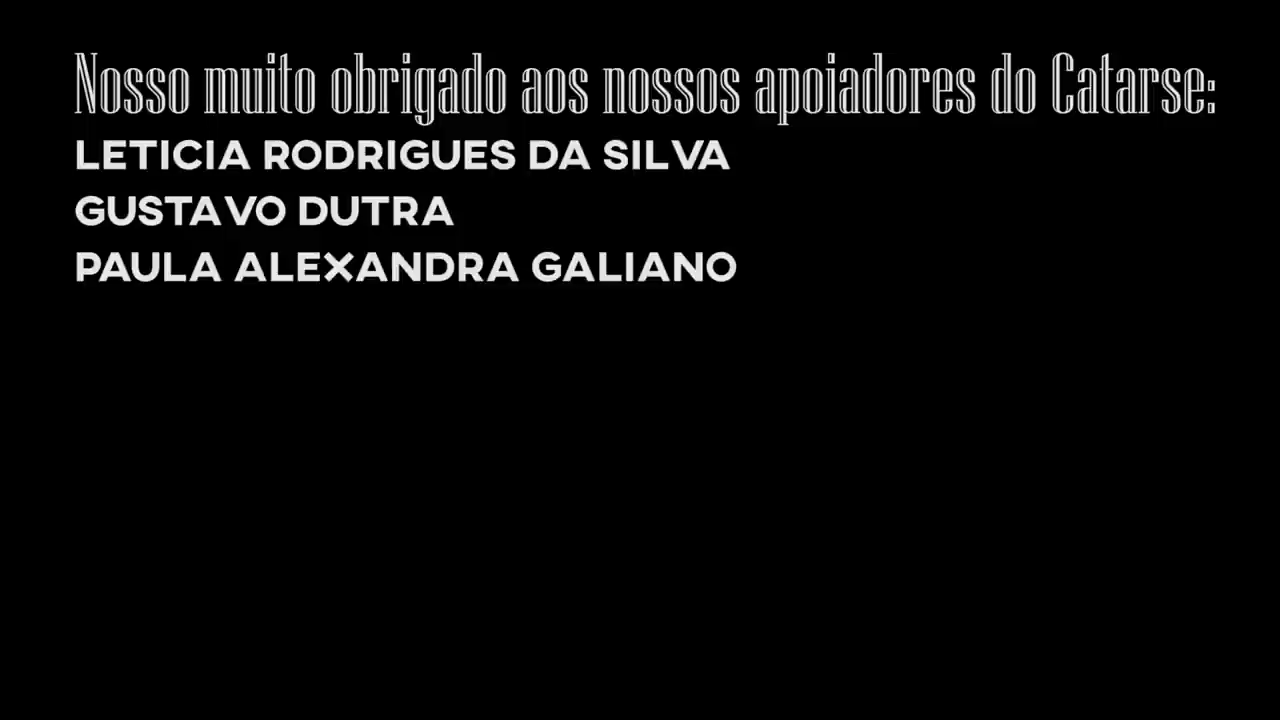 Nosso muito obrigado aos nossos apoiadores do Catarse:
LETICIA RODRIGUES DA SILVA
GUSTAVO DUTRA
PAULA ALEXANDRA GALIANO